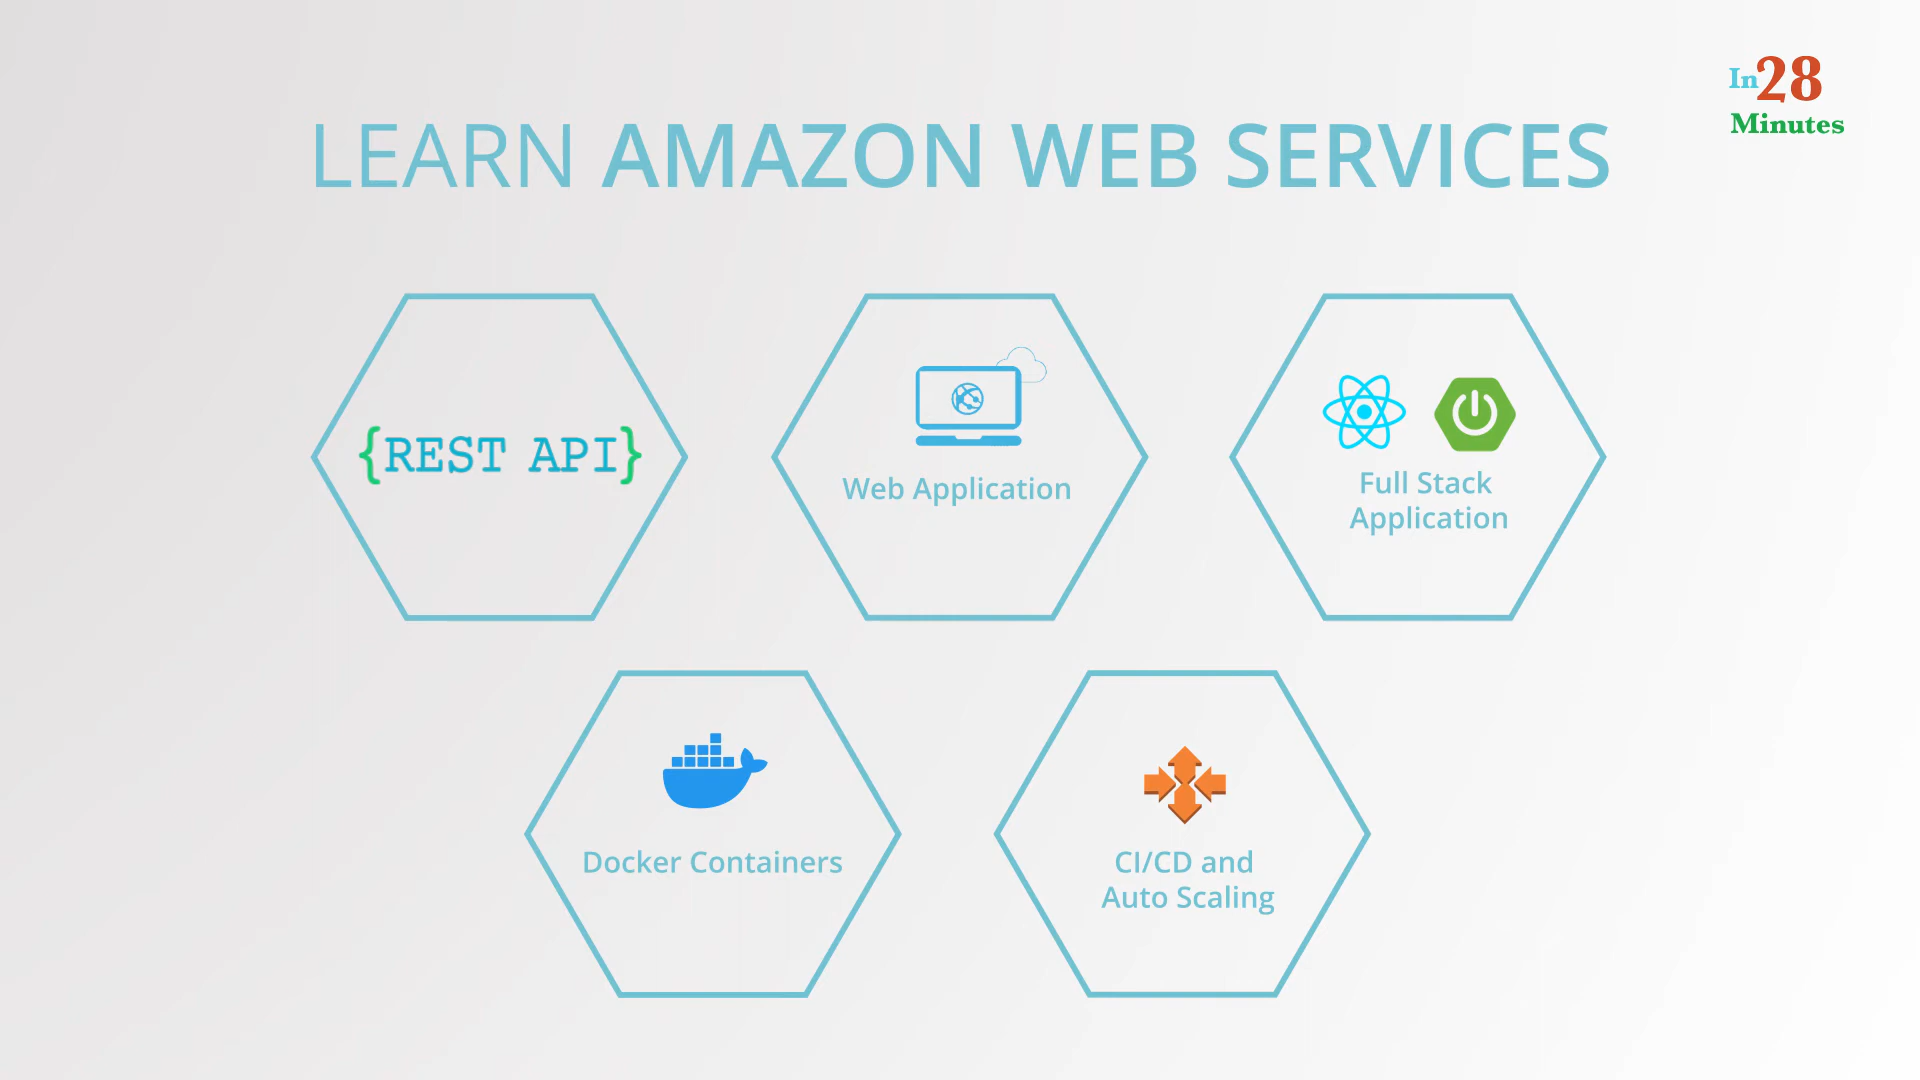 In28
Minutes
LEARN AMAZON WEB SERVICES
{REST API}
Web Application
Full Stack
Application
Docker Containers
CI/CD and
Auto Scaling